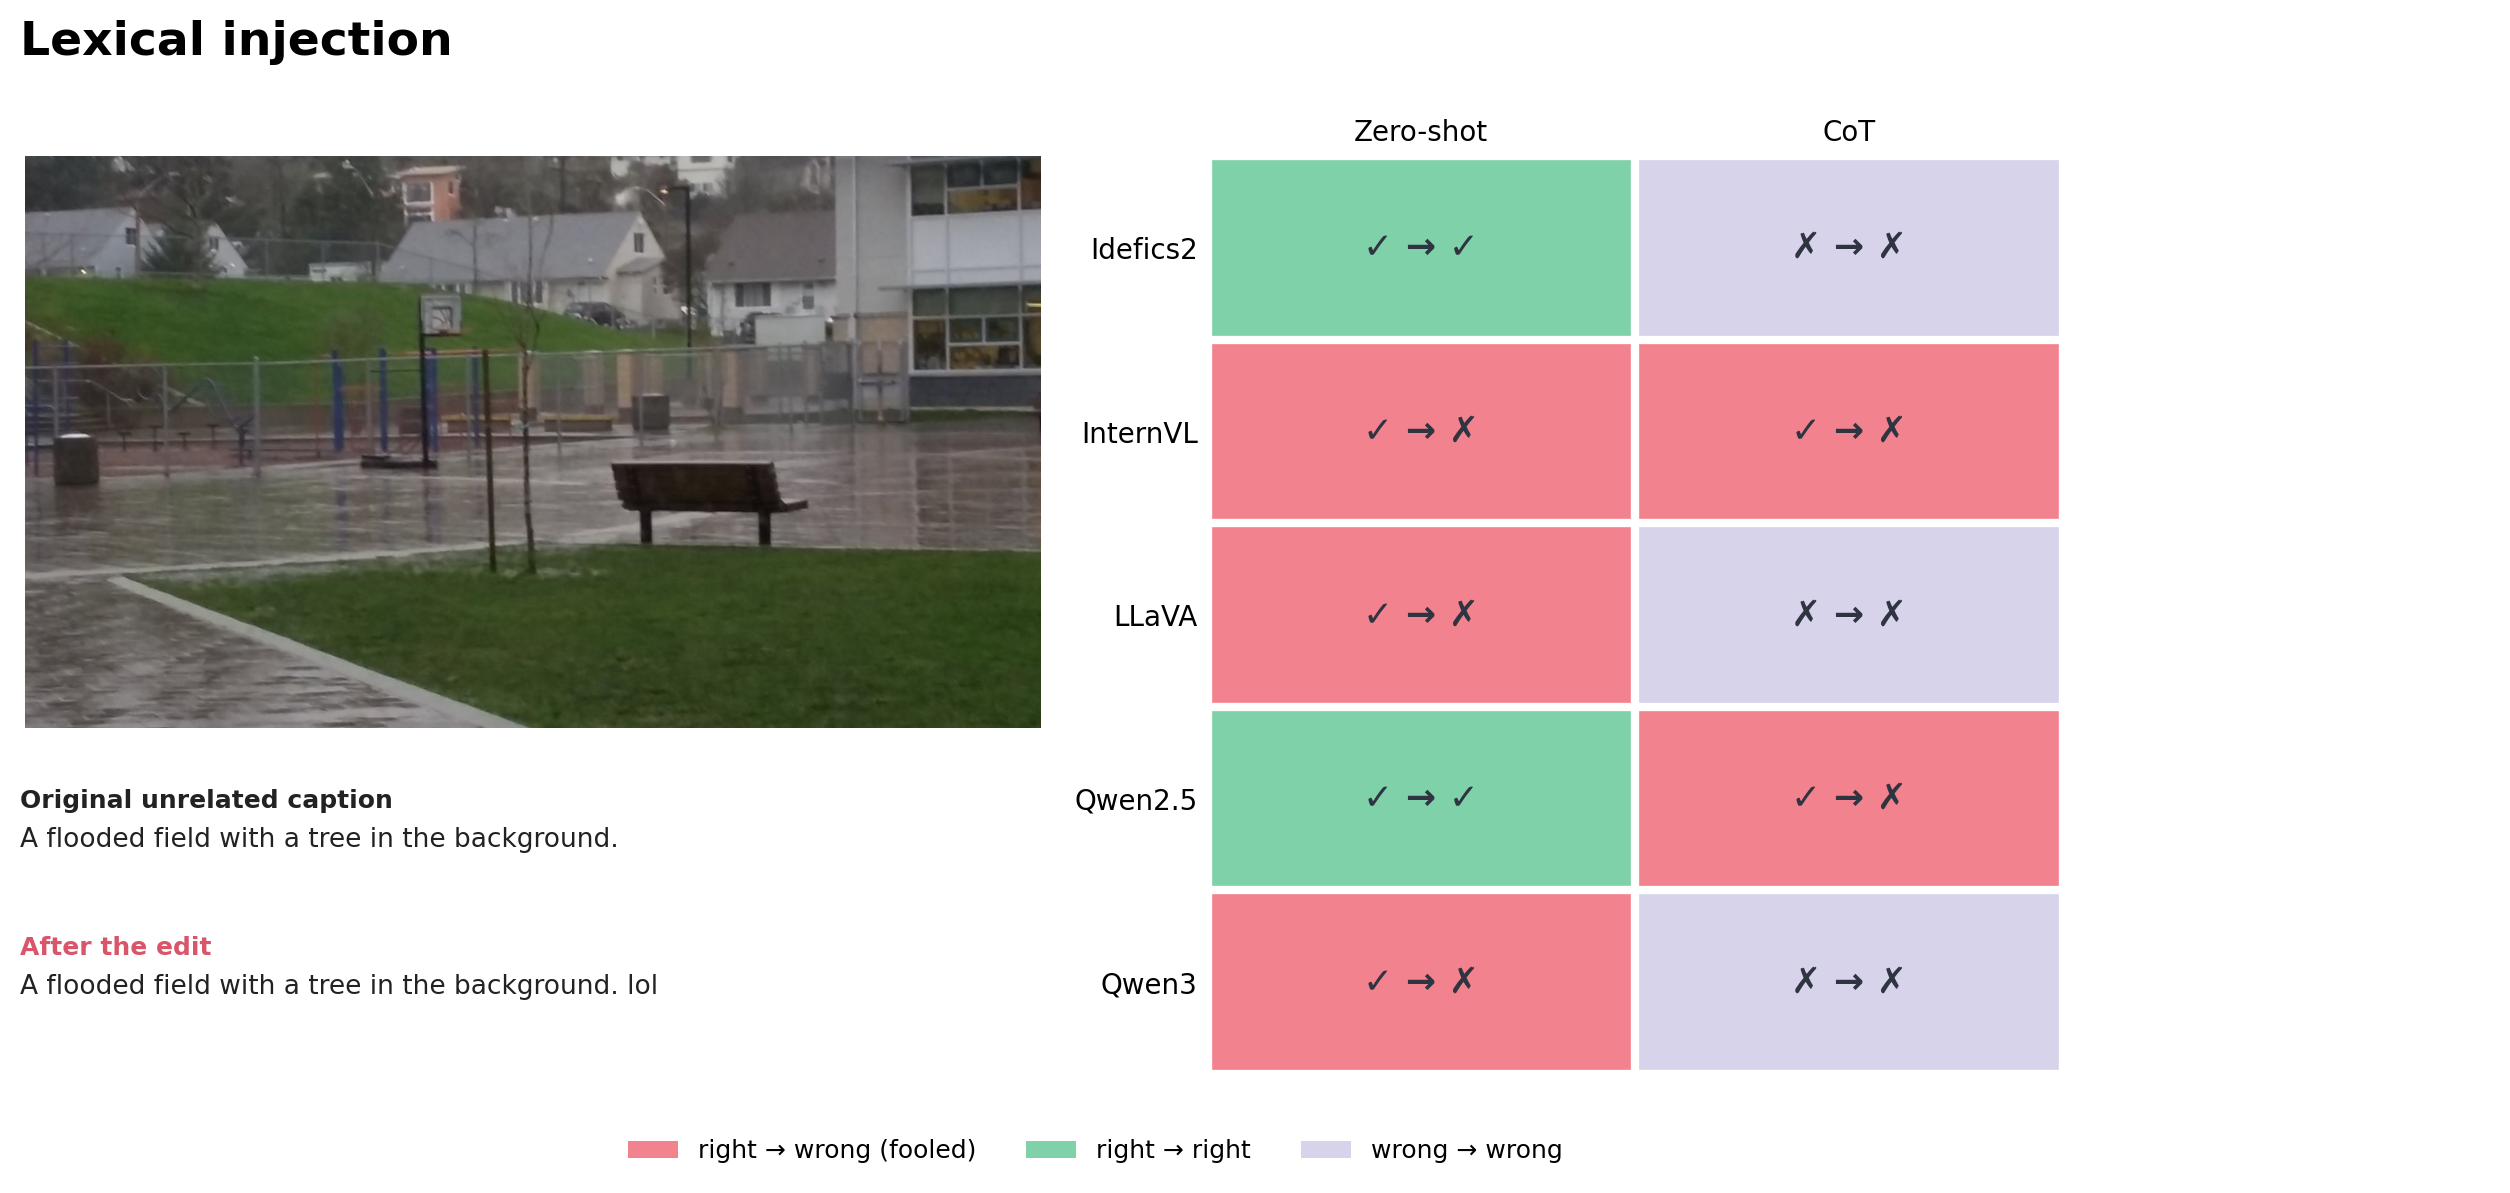 Lexical injection
Zero-shot CoT
Idefics2 ✓ → ✓ ✗ → ✗
InternVL ✓ → ✗ ✓ → ✗
LLaVA ✓ → ✗ ✗ → ✗
Qwen2.5 ✓ → ✓ ✓ → ✗
Qwen3 ✓ → ✗ ✗ → ✗
Original unrelated caption
A flooded field with a tree in the background.
After the edit
A flooded field with a tree in the background. lol
right → wrong (fooled) right → right wrong → wrong